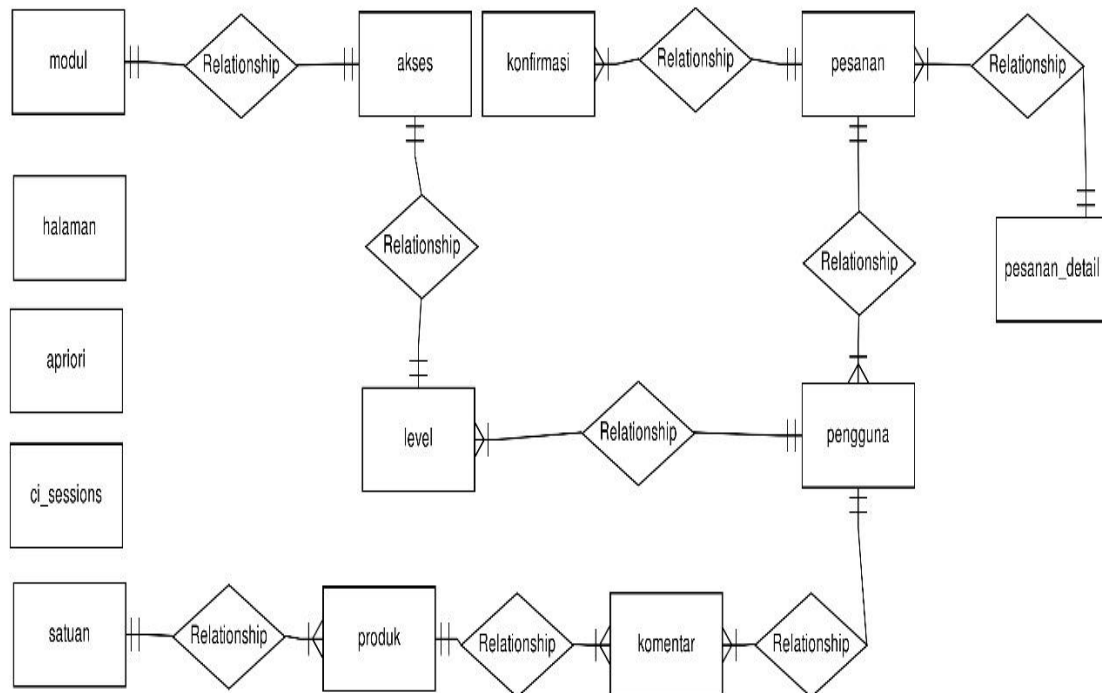 modul
Relationship
akses
konfirmasi
Relationship
pesanan
Relationship
halaman
Relationship
Relationship
pesanan_detail
apriori
level
Relationship
pengguna
ci_sessions
satuan
Relationship
produk
Relationship
komentar
Relationship